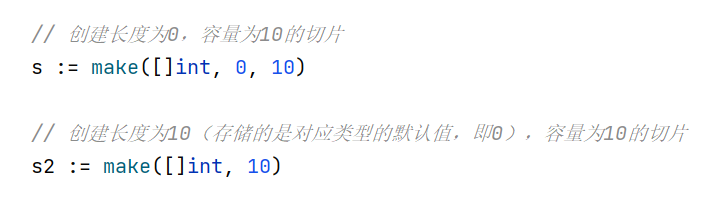 // 创建长度为0，容量为10的切片
s := make([]int, 0, 10)
// 创建长度为10（存储的是对应类型的默认值，即0），容量为10的切片
s2 := make([]int, 10)